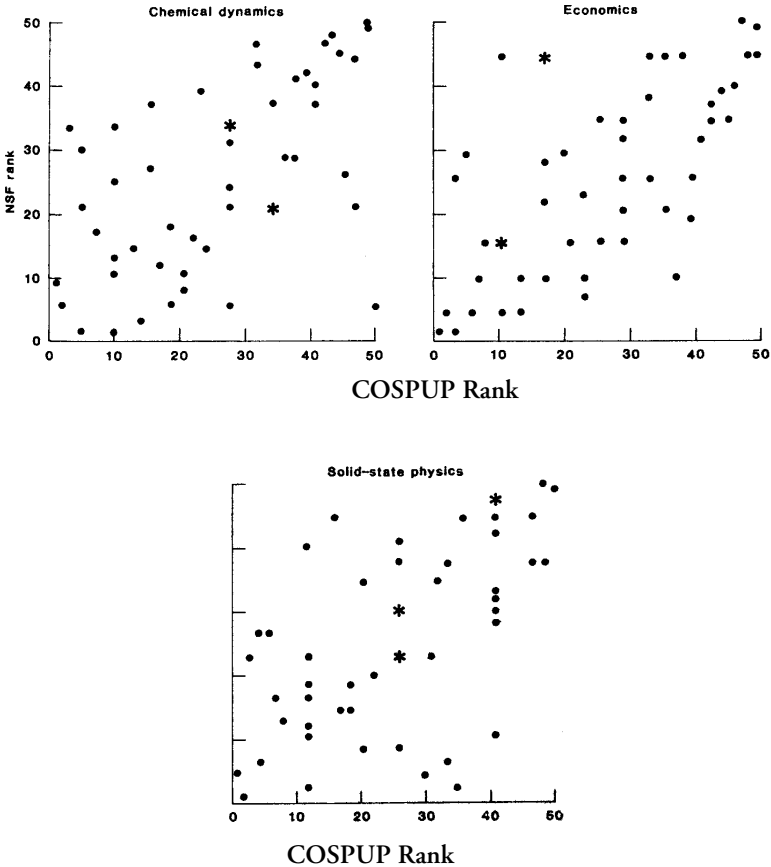 Chemical dynamics
50
40
30
20
10
0
NSF rank
0 10 20 30 40 50
Economics
0 10 20 30 40 50
COSPUP Rank
Solid-state physics
0 10 20 30 40 50
COSPUP Rank